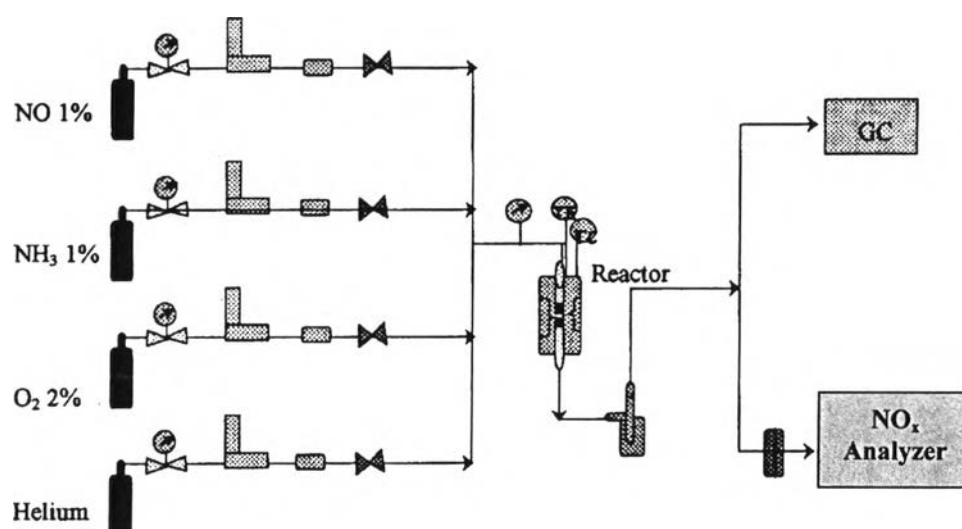 NO 1%
GC
NH₃ 1%
Reactor
O₂ 2%
NOₓ
Analyzer
Helium